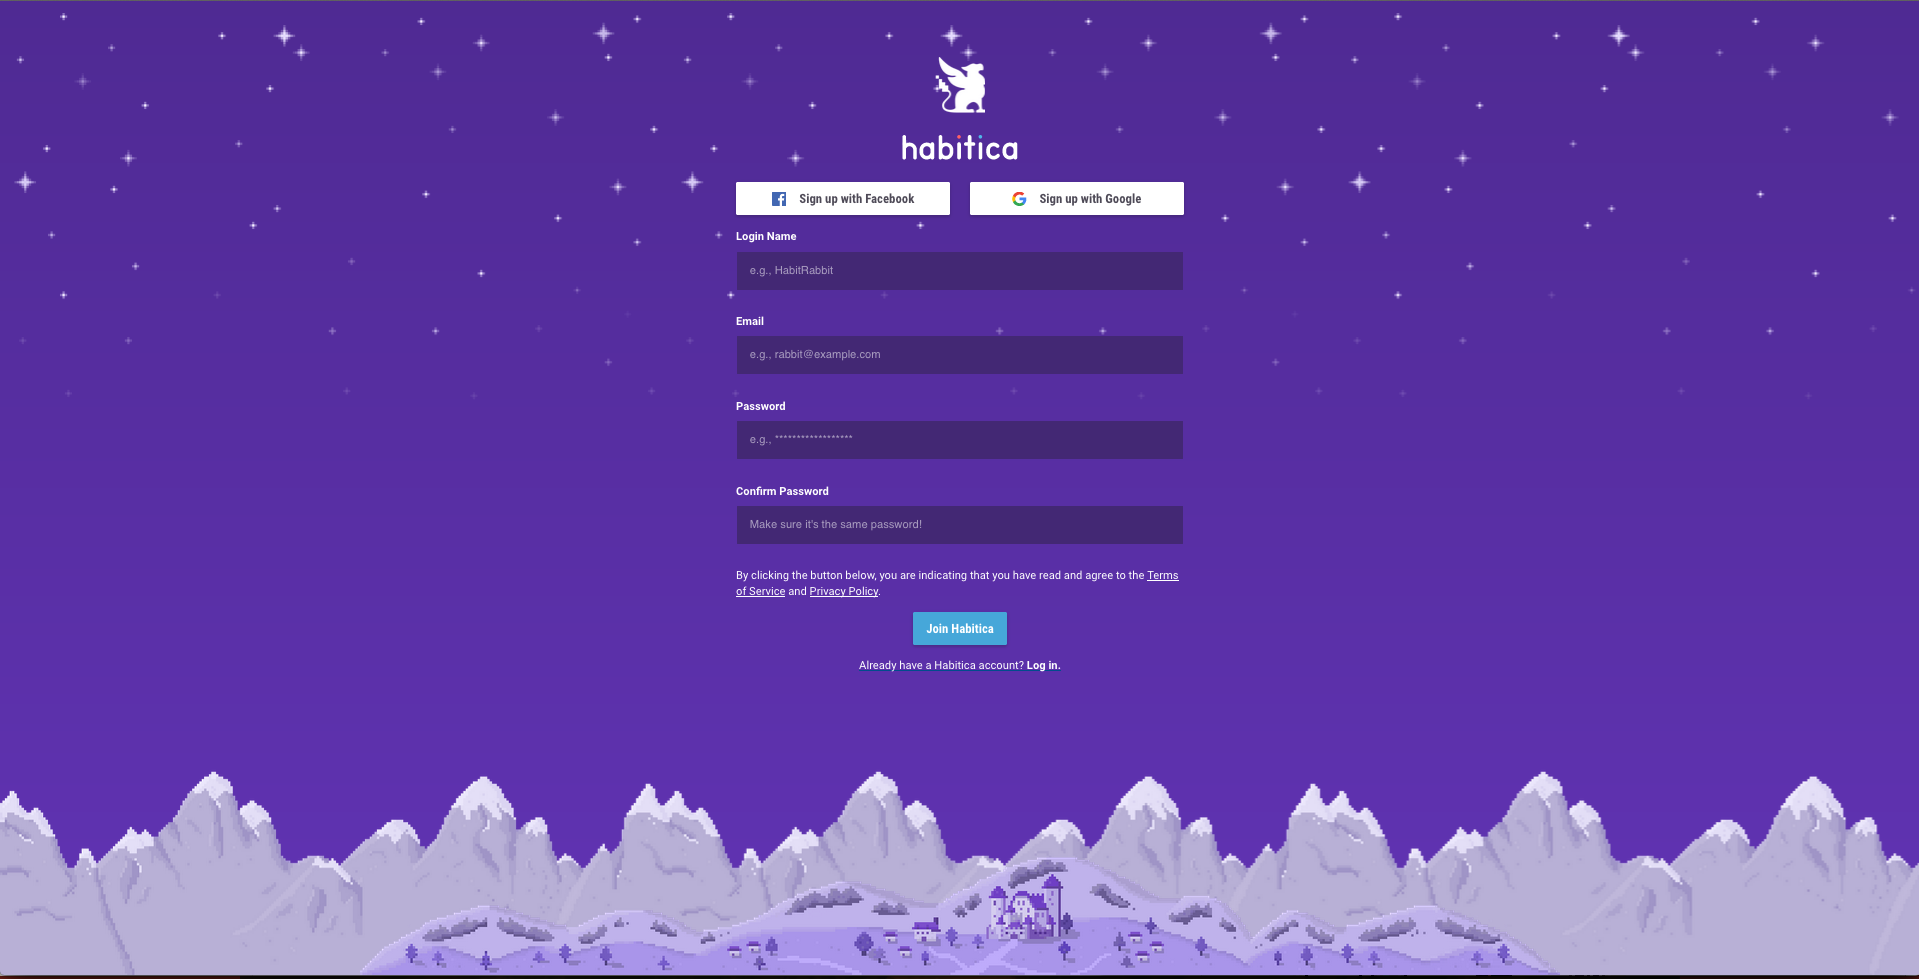 habitica
Sign up with Facebook
Sign up with Google
Login Name
e.g., HabitRabbit
Email
e.g., rabbit@example.com
Password
e.g., ******************
Confirm Password
Make sure it's the same password!
By clicking the button below, you are indicating that you have read and agree to the Terms
of Service and Privacy Policy.
Join Habitica
Already have a Habitica account? Log in.